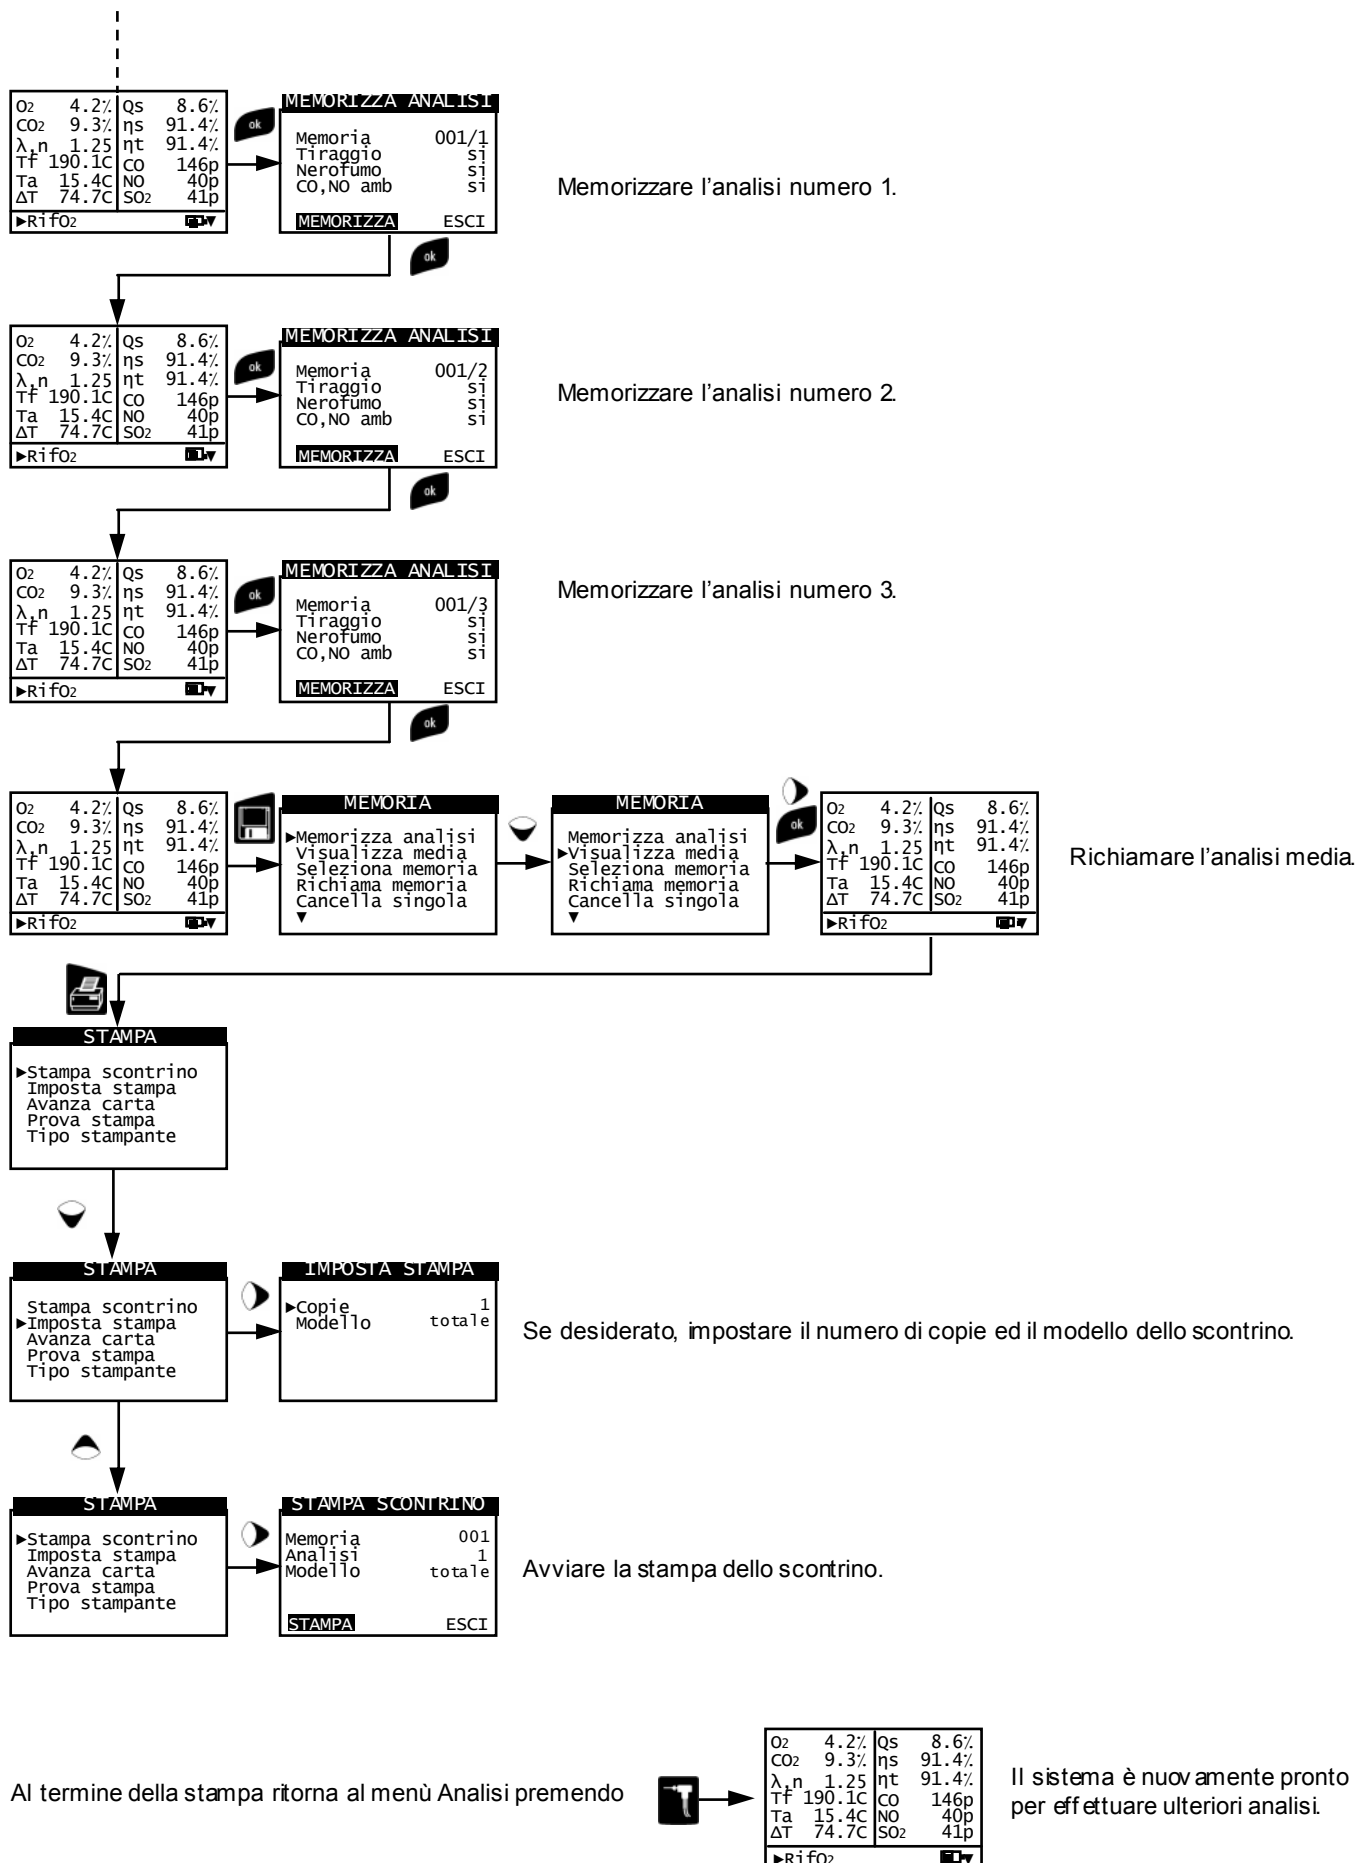 O2 4.2% Qs 8.6%
CO2 9.3% ηs 91.4%
λ,n 1.25 ηt 91.4%
Tf 190.1C CO 146p
Ta 15.4C NO 40p
ΔT 74.7C SO2 41p
►RifO2
ok
MEMORIZZA ANALISI
Memoria 001/1
Tiraggio si
Nerofumo si
CO,NO amb si
MEMORIZZA ESCI
Memorizzare l'analisi numero 1.
ok
O2 4.2% Qs 8.6%
CO2 9.3% ηs 91.4%
λ,n 1.25 ηt 91.4%
Tf 190.1C CO 146p
Ta 15.4C NO 40p
ΔT 74.7C SO2 41p
►RifO2
ok
MEMORIZZA ANALISI
Memoria 001/2
Tiraggio si
Nerofumo si
CO,NO amb si
MEMORIZZA ESCI
Memorizzare l'analisi numero 2.
ok
O2 4.2% Qs 8.6%
CO2 9.3% ηs 91.4%
λ,n 1.25 ηt 91.4%
Tf 190.1C CO 146p
Ta 15.4C NO 40p
ΔT 74.7C SO2 41p
►RifO2
ok
MEMORIZZA ANALISI
Memoria 001/3
Tiraggio si
Nerofumo si
CO,NO amb si
MEMORIZZA ESCI
Memorizzare l'analisi numero 3.
ok
O2 4.2% Qs 8.6%
CO2 9.3% ηs 91.4%
λ,n 1.25 ηt 91.4%
Tf 190.1C CO 146p
Ta 15.4C NO 40p
ΔT 74.7C SO2 41p
►RifO2
MEMORIA
►Memorizza analisi
Visualizza media
Seleziona memoria
Richiama memoria
Cancella singola
▼
MEMORIA
Memorizza analisi
►Visualizza media
Seleziona memoria
Richiama memoria
Cancella singola
▼
ok
O2 4.2% Qs 8.6%
CO2 9.3% ηs 91.4%
λ,n 1.25 ηt 91.4%
Tf 190.1C CO 146p
Ta 15.4C NO 40p
ΔT 74.7C SO2 41p
►RifO2
Richiamare l'analisi media.
STAMPA
►Stampa scontrino
Imposta stampa
Avanza carta
Prova stampa
Tipo stampante
STAMPA
Stampa scontrino
►Imposta stampa
Avanza carta
Prova stampa
Tipo stampante
IMPOSTA STAMPA
►Copie 1
Modello totale
Se desiderato, impostare il numero di copie ed il modello dello scontrino.
STAMPA
►Stampa scontrino
Imposta stampa
Avanza carta
Prova stampa
Tipo stampante
STAMPA SCONTRINO
Memoria 001
Analisi 1
Modello totale
STAMPA ESCI
Avviare la stampa dello scontrino.
Al termine della stampa ritorna al menù Analisi premendo
O2 4.2% Qs 8.6%
CO2 9.3% ηs 91.4%
λ,n 1.25 ηt 91.4%
Tf 190.1C CO 146p
Ta 15.4C NO 40p
ΔT 74.7C SO2 41p
►RifO2
Il sistema è nuovamente pronto
per effettuare ulteriori analisi.